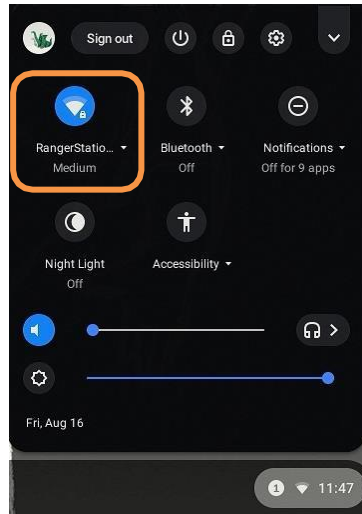 Sign out
RangerStatio...
Medium
Bluetooth
Off
Notifications
Off for 9 apps
Night Light
Off
Accessibility
Fri, Aug 16
1
11:47